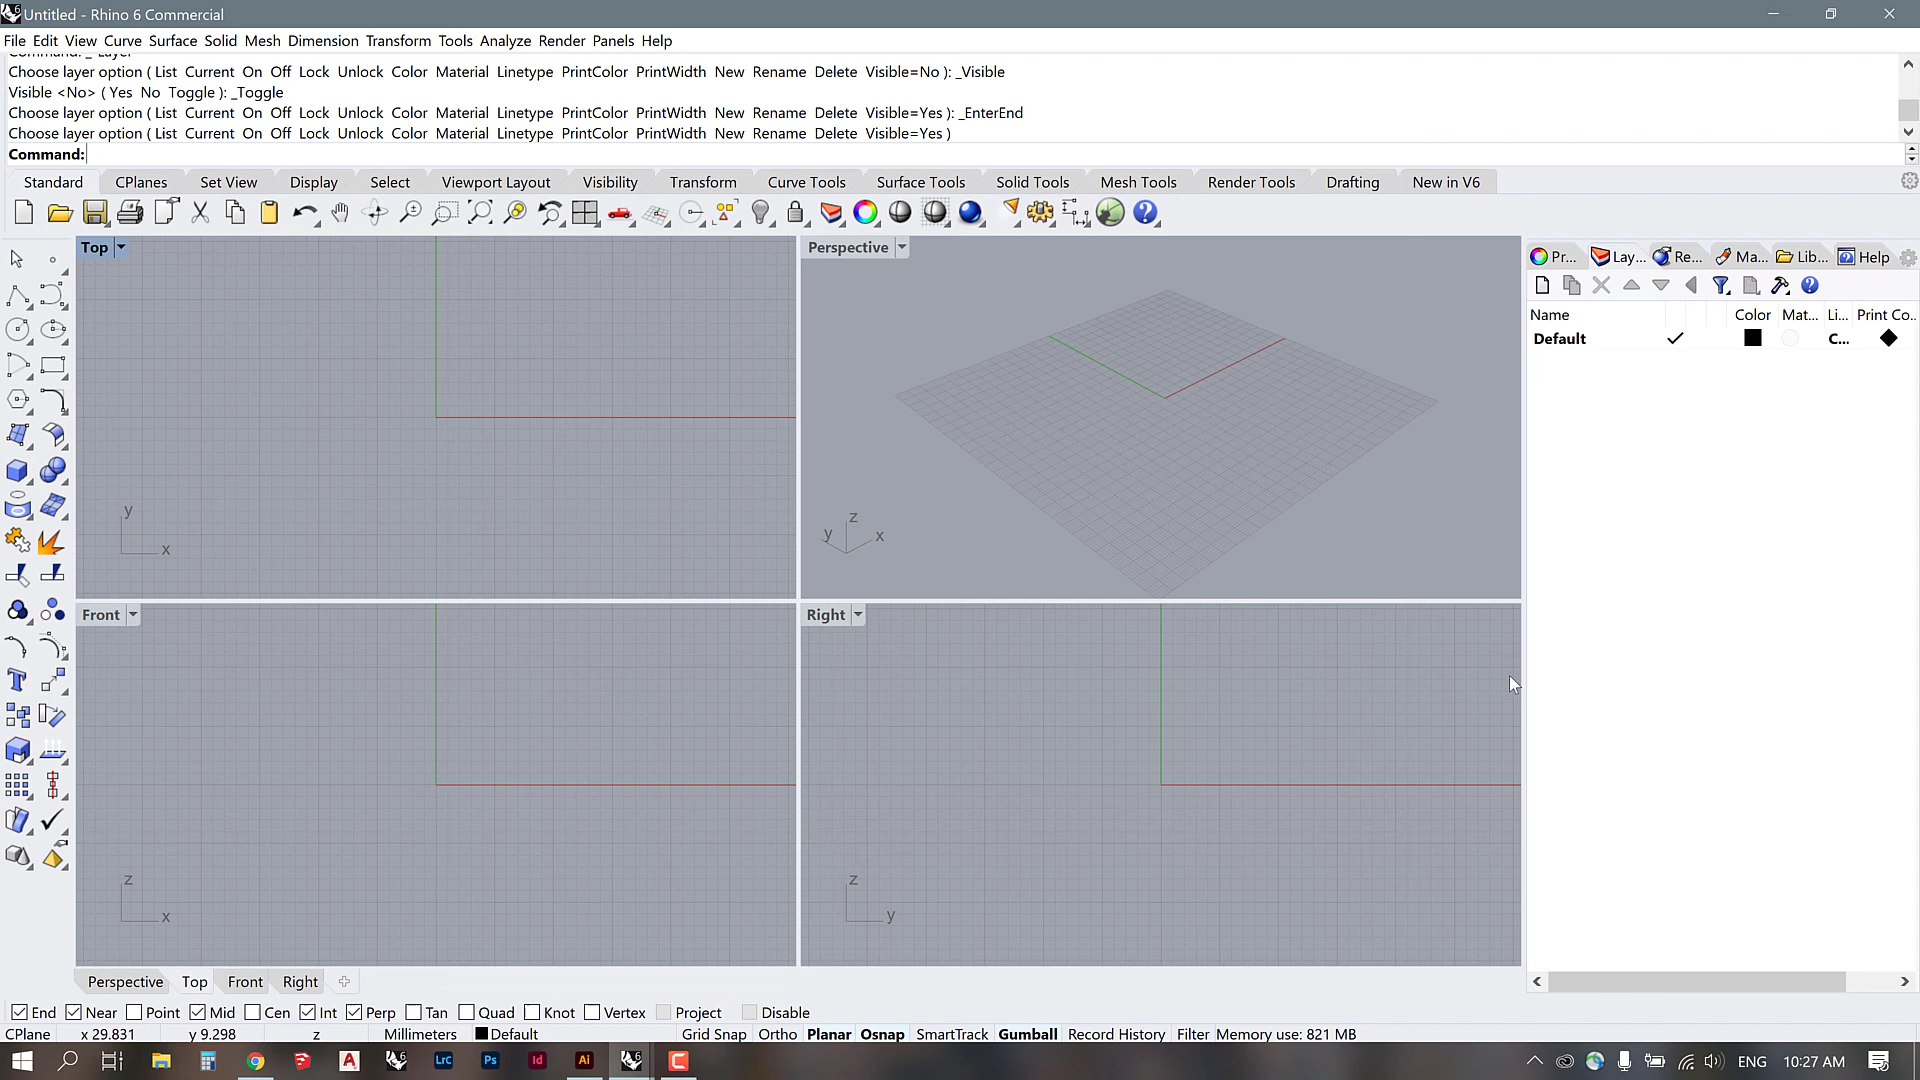 Untitled - Rhino 6 Commercial
File Edit View Curve Surface Solid Mesh Dimension Transform Tools Analyze Render Panels Help
Choose layer option ( List Current On Off Lock Unlock Color Material Linetype PrintColor PrintWidth New Rename Delete Visible=No ): _Visible
Visible <No> ( Yes No Toggle ): _Toggle
Choose layer option ( List Current On Off Lock Unlock Color Material Linetype PrintColor PrintWidth New Rename Delete Visible=Yes ): _EnterEnd
Choose layer option ( List Current On Off Lock Unlock Color Material Linetype PrintColor PrintWidth New Rename Delete Visible=Yes )
Command:
Standard CPlanes Set View Display Select Viewport Layout Visibility Transform Curve Tools Surface Tools Solid Tools Mesh Tools Render Tools Drafting New in V6
Top Perspective
Pr... Lay... Re... Ma... Lib... Help
Name Color Mat... Li... Print Co...
Default C...
y x
z y x
Front Right
z x
z y
Perspective Top Front Right
End Near Point Mid Cen Int Perp Tan Quad Knot Vertex Project Disable
CPlane x 29.831 y 9.298 z Millimeters Default Grid Snap Ortho Planar Osnap SmartTrack Gumball Record History Filter Memory use: 821 MB
A 6 LrC Ps Id Ai 6 C ENG 10:27 AM